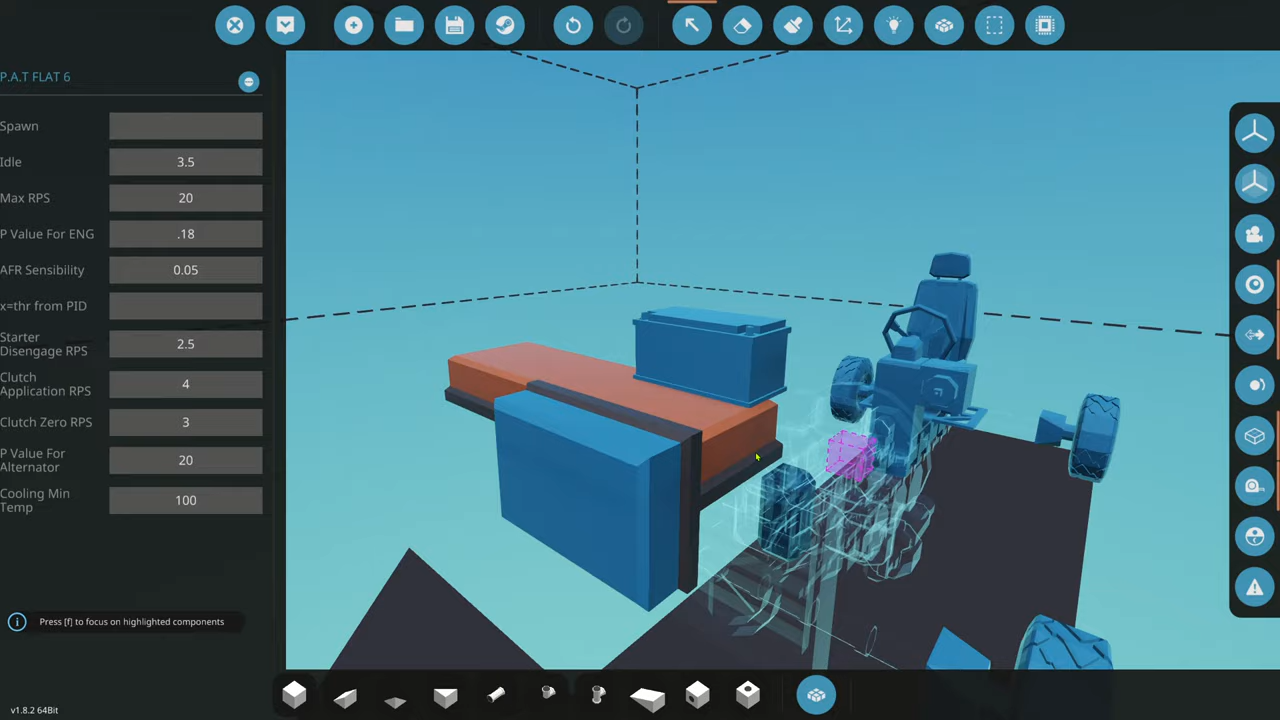 P.A.T FLAT 6
Spawn
Idle 3.5
Max RPS 20
P Value For ENG .18
AFR Sensibility 0.05
x=thr from PID
Starter
Disengage RPS 2.5
Clutch
Application RPS 4
Clutch Zero RPS 3
P Value For
Alternator 20
Cooling Min
Temp 100
Press [f] to focus on highlighted components
v1.8.2 64Bit